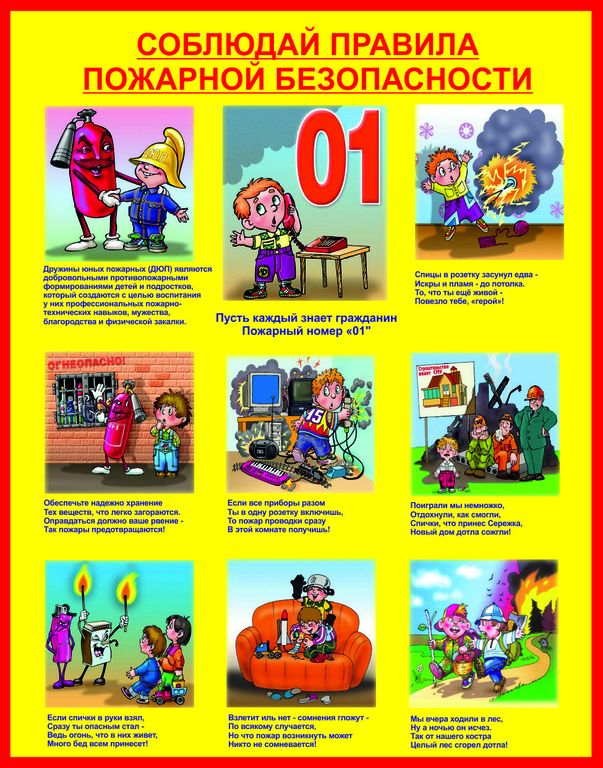 СОБЛЮДАЙ ПРАВИЛА
ПОЖАРНОЙ БЕЗОПАСНОСТИ
ДЮП
Дружины юных пожарных (ДЮП) являются
добровольными противопожарными
формированиями детей и подростков,
который создаются с целью воспитания
у них профессиональных пожарно-
технических навыков, мужества,
благородства и физической закалки.
01
Пусть каждый знает гражданин
Пожарный номер «01"
Спицы в розетку засунул едва -
Искры и пламя - до потолка.
То, что ты ещё живой -
Повезло тебе, «герой»!
ОГНЕОПАСНО!
Обеспечьте надежно хранение
Тех веществ, что легко загораются.
Оправдаться должно ваше рвение -
Так пожары предотвращаются!
15
Если все приборы разом
Ты в одну розетку включишь,
То пожар проводки сразу
В этой комнате получишь!
Строительство
ведет СМУ
Поиграли мы немножко,
Отдохнули, как смогли,
Спички, что принес Сережка,
Новый дом дотла сожгли!
Если спички в руки взял,
Сразу ты опасным стал -
Ведь огонь, что в них живет,
Много бед всем принесет!
Взлетит иль нет - сомнения гложут -
По всякому случается,
Но что пожар возникнуть может
Никто не сомневается!
Мы вчера ходили в лес,
Ну а ночью он исчез.
Так от нашего костра
Целый лес сгорел дотла!